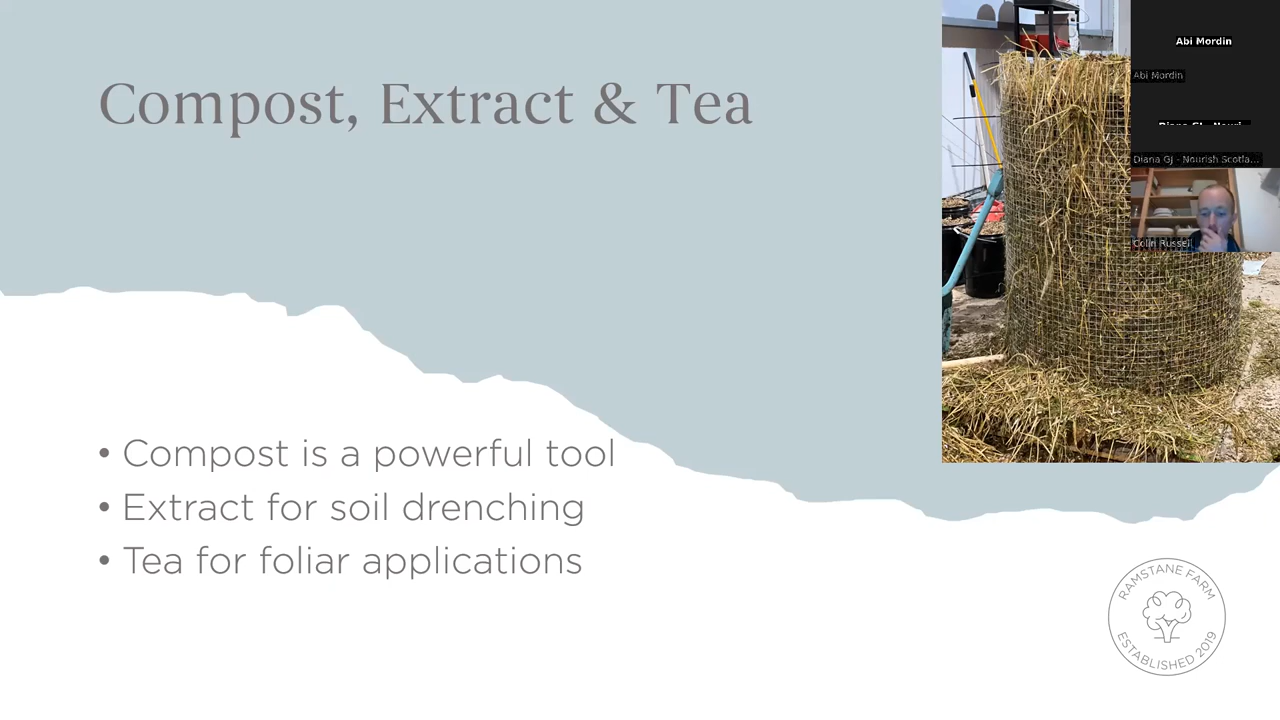 Compost, Extract & Tea
Abi Mordin
Abi Mordin
Diana GJ - Nourish Scotla...
Colin Russell
• Compost is a powerful tool
• Extract for soil drenching
• Tea for foliar applications
RAMSTANE FARM
ESTABLISHED 2019